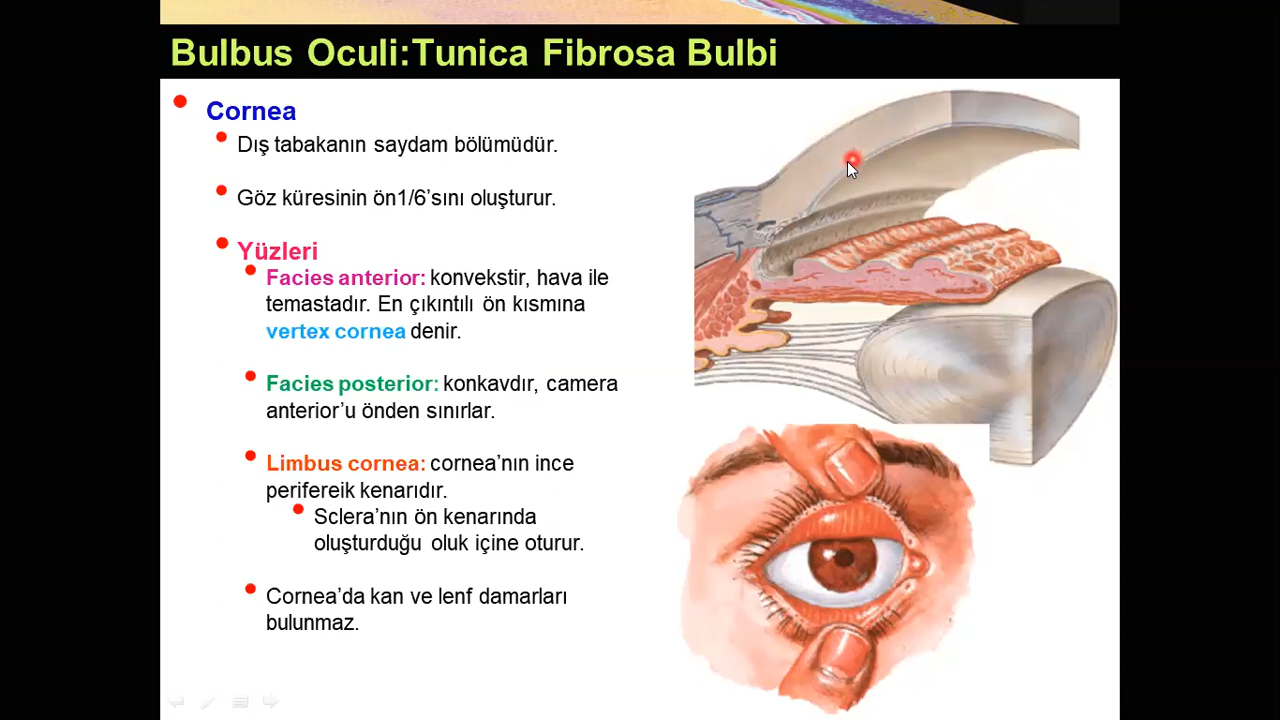 Bulbus Oculi:Tunica Fibrosa Bulbi
Cornea
Dış tabakanın saydam bölümüdür.
Göz küresinin ön1/6’sını oluşturur.
Yüzleri
Facies anterior: konvekstir, hava ile
temastadır. En çıkıntılı ön kısmına
vertex cornea denir.
Facies posterior: konkavdır, camera
anterior’u önden sınırlar.
Limbus cornea: cornea’nın ince
perifereik kenarıdır.
Sclera’nın ön kenarında
oluşturduğu oluk içine oturur.
Cornea’da kan ve lenf damarları
bulunmaz.